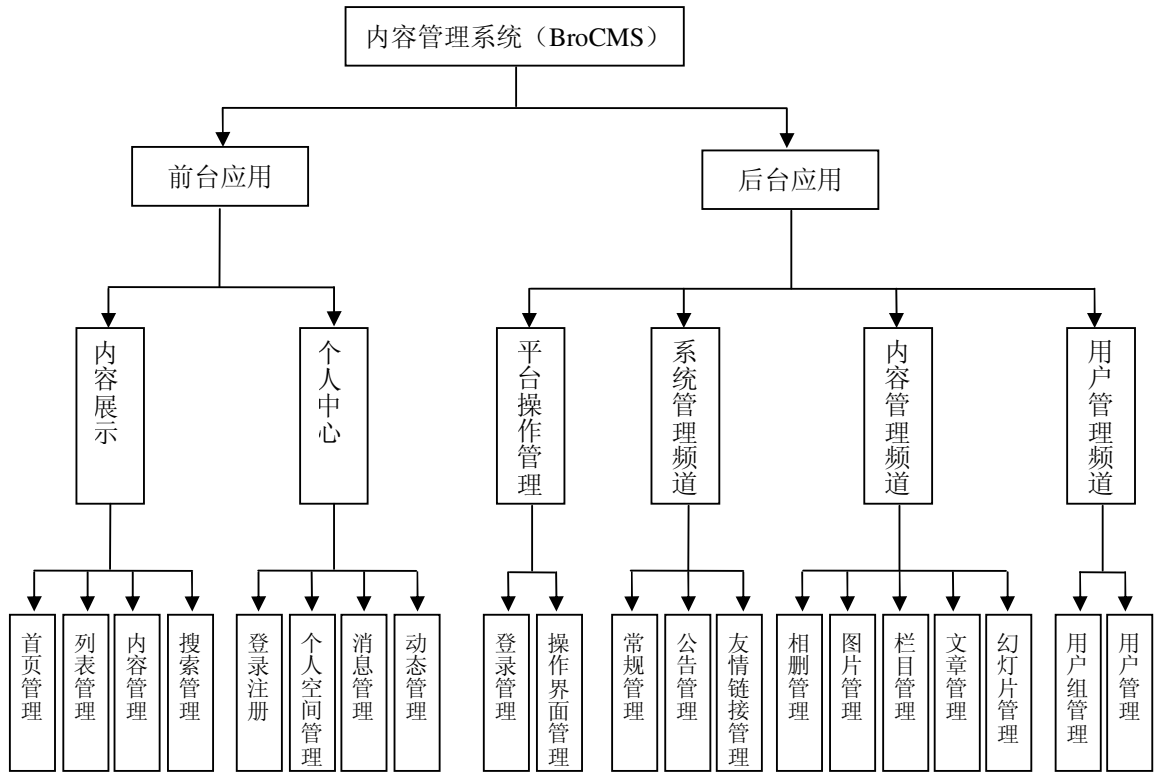 内容管理系统（BroCMS）
前台应用
后台应用
内容展示
个人中心
平台操作管理
系统管理频道
内容管理频道
用户管理频道
首页管理
列表管理
内容管理
搜索管理
登录注册
个人空间管理
消息管理
动态管理
登录管理
操作界面管理
常规管理
公告管理
友情链接管理
相删管理
图片管理
栏目管理
文章管理
幻灯片管理
用户组管理
用户管理